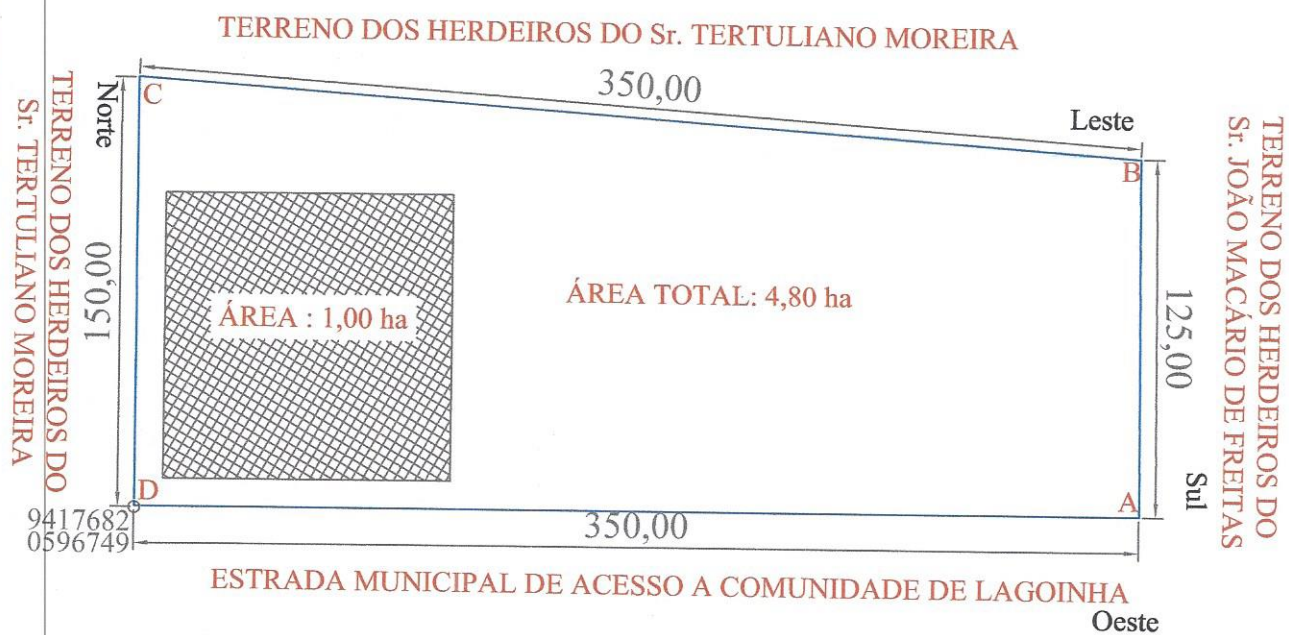 TERRENO DOS HERDEIROS DO Sr. TERTULIANO MOREIRA
350,00
Leste
C
B
Norte
TERRENO DOS HERDEIROS DO
Sr. TERTULIANO MOREIRA
150,00
ÁREA : 1,00 ha
ÁREA TOTAL: 4,80 ha
125,00
TERRENO DOS HERDEIROS DO
Sr. JOÃO MACÁRIO DE FREITAS
Sul
D
A
9417682
0596749
350,00
ESTRADA MUNICIPAL DE ACESSO A COMUNIDADE DE LAGOINHA
Oeste